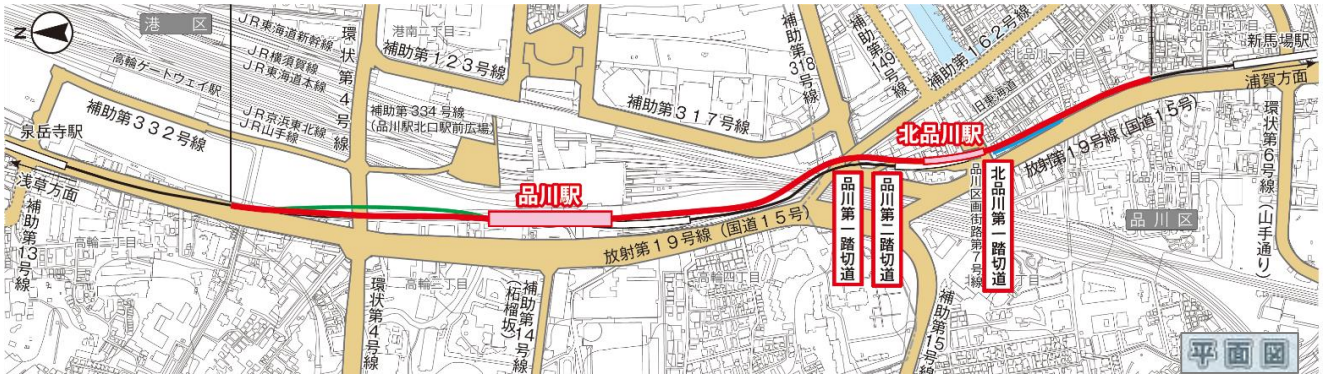 N
港 区
JR東海道新幹線
JR横須賀線
JR東海道本線
高輪ゲートウェイ駅
JR京浜東北線
JR山手線
環状第4号線
港南二丁目
補助第123号線
補助第334号線
(品川駅北口駅前広場)
補助第317号線
補助第318号線
補助第149号線
補助第162号線
北品川一丁目
北品川二丁目
旧東海道
新馬場駅
浦賀方面
泉岳寺駅
補助第332号線
浅草方面
補助第13号線
高輪二丁目
品川駅
北品川駅
放射第19号線(国道15号)
放射第19号線(国道15号)
環状第6号線(山手通り)
環状第4号線
高輪三丁目
補助第14号線
(柘榴坂)
高輪四丁目
品川第一踏切道
品川第二踏切道
品川区画街路第7号線
北品川第一踏切道
補助第15号線
品川区
平面図